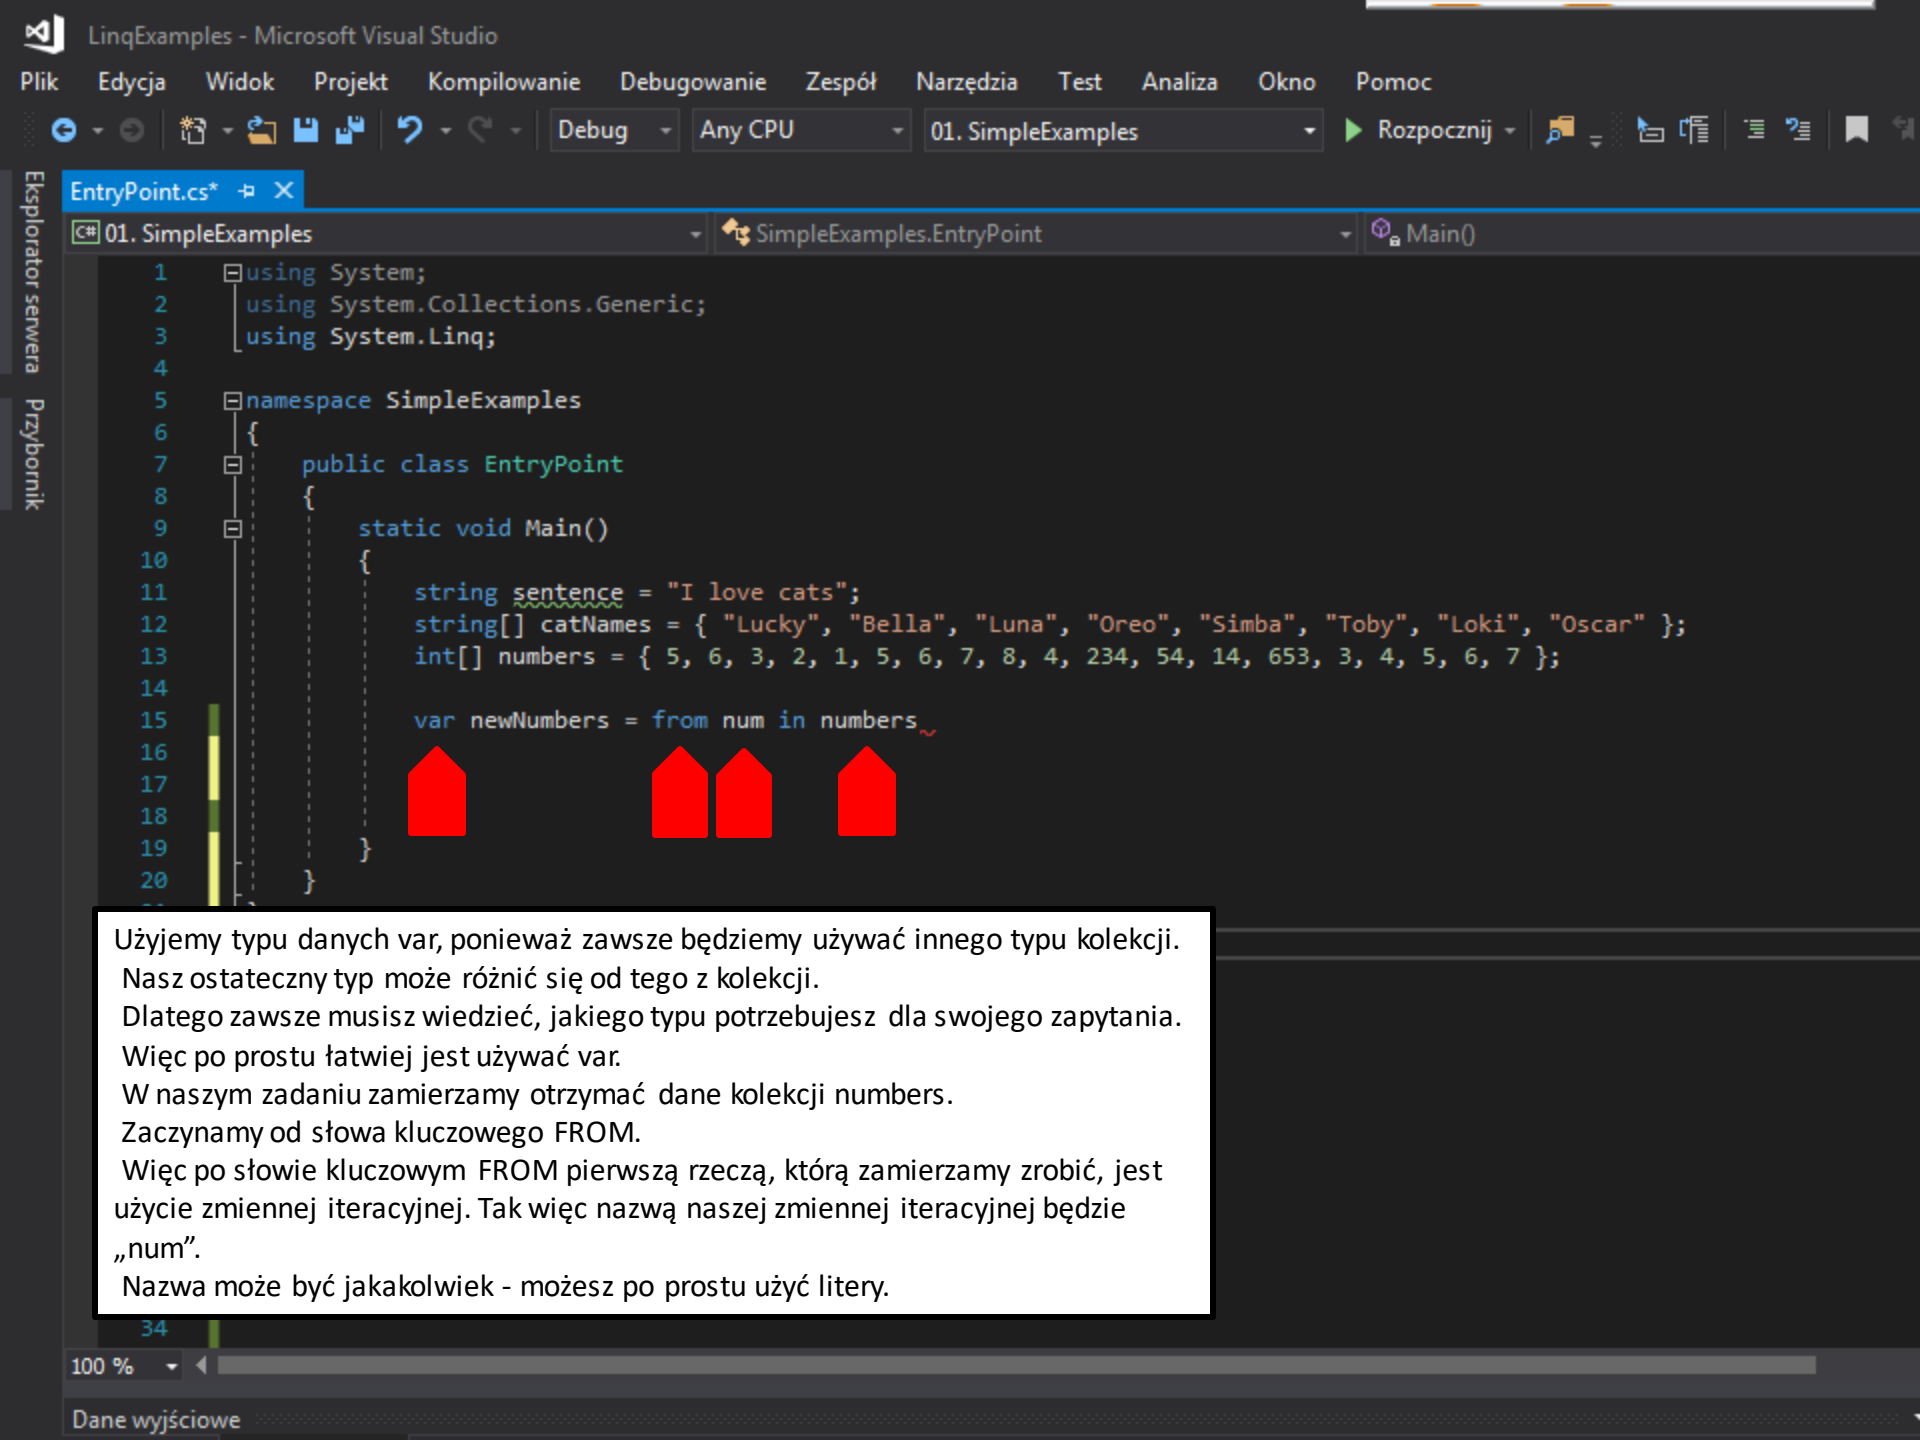 LinqExamples - Microsoft Visual Studio
Plik Edycja Widok Projekt Kompilowanie Debugowanie Zespół Narzędzia Test Analiza Okno Pomoc
Debug Any CPU 01. SimpleExamples Rozpocznij
Eksplorator serwera
Przybornik
EntryPoint.cs*
C# 01. SimpleExamples SimpleExamples.EntryPoint Main()
1 using System;
2 using System.Collections.Generic;
3 using System.Linq;
4
5 namespace SimpleExamples
6 {
7 public class EntryPoint
8 {
9 static void Main()
10 {
11 string sentence = "I love cats";
12 string[] catNames = { "Lucky", "Bella", "Luna", "Oreo", "Simba", "Toby", "Loki", "Oscar" };
13 int[] numbers = { 5, 6, 3, 2, 1, 5, 6, 7, 8, 4, 234, 54, 14, 653, 3, 4, 5, 6, 7 };
14
15 var newNumbers = from num in numbers
16
17
18
19 }
20 }
Użyjemy typu danych var, ponieważ zawsze będziemy używać innego typu kolekcji.
Nasz ostateczny typ może różnić się od tego z kolekcji.
Dlatego zawsze musisz wiedzieć, jakiego typu potrzebujesz dla swojego zapytania.
Więc po prostu łatwiej jest używać var.
W naszym zadaniu zamierzamy otrzymać dane kolekcji numbers.
Zaczynamy od słowa kluczowego FROM.
Więc po słowie kluczowym FROM pierwszą rzeczą, którą zamierzamy zrobić, jest
użycie zmiennej iteracyjnej. Tak więc nazwą naszej zmiennej iteracyjnej będzie
„num”.
Nazwa może być jakakolwiek - możesz po prostu użyć litery.
34
100 %
Dane wyjściowe